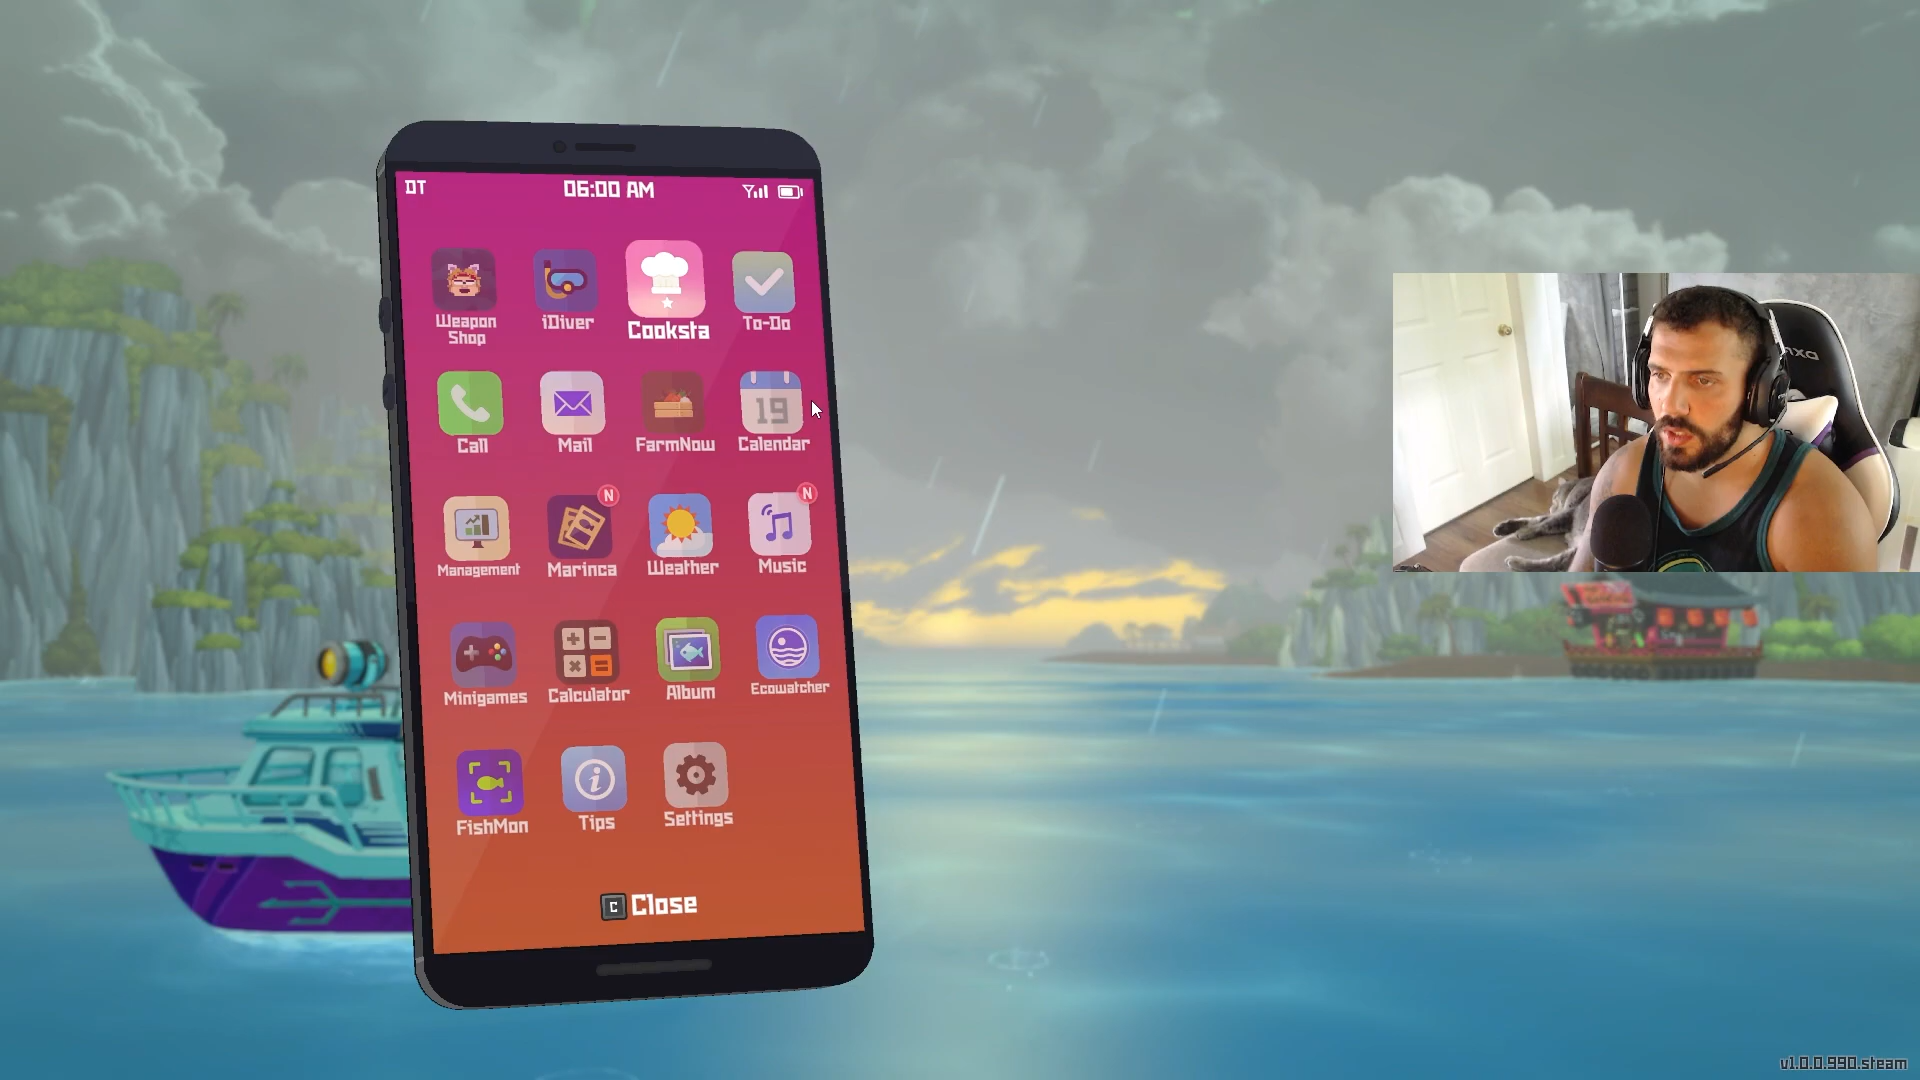 DT
06:00 AM
Weapon
Shop
iDiver
Cooksta
To-Do
Call
Mail
FarmNow
19
Calendar
Management
N
Marinca
Weather
N
Music
Minigames
Calculator
Album
Ecowatcher
FishMon
Tips
Settings
C Close
v1.0.0.990.steam